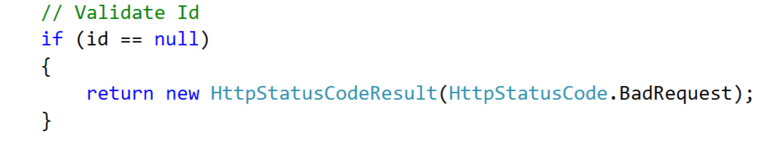 // Validate Id
if (id == null)
{
    return new HttpStatusCodeResult(HttpStatusCode.BadRequest);
}